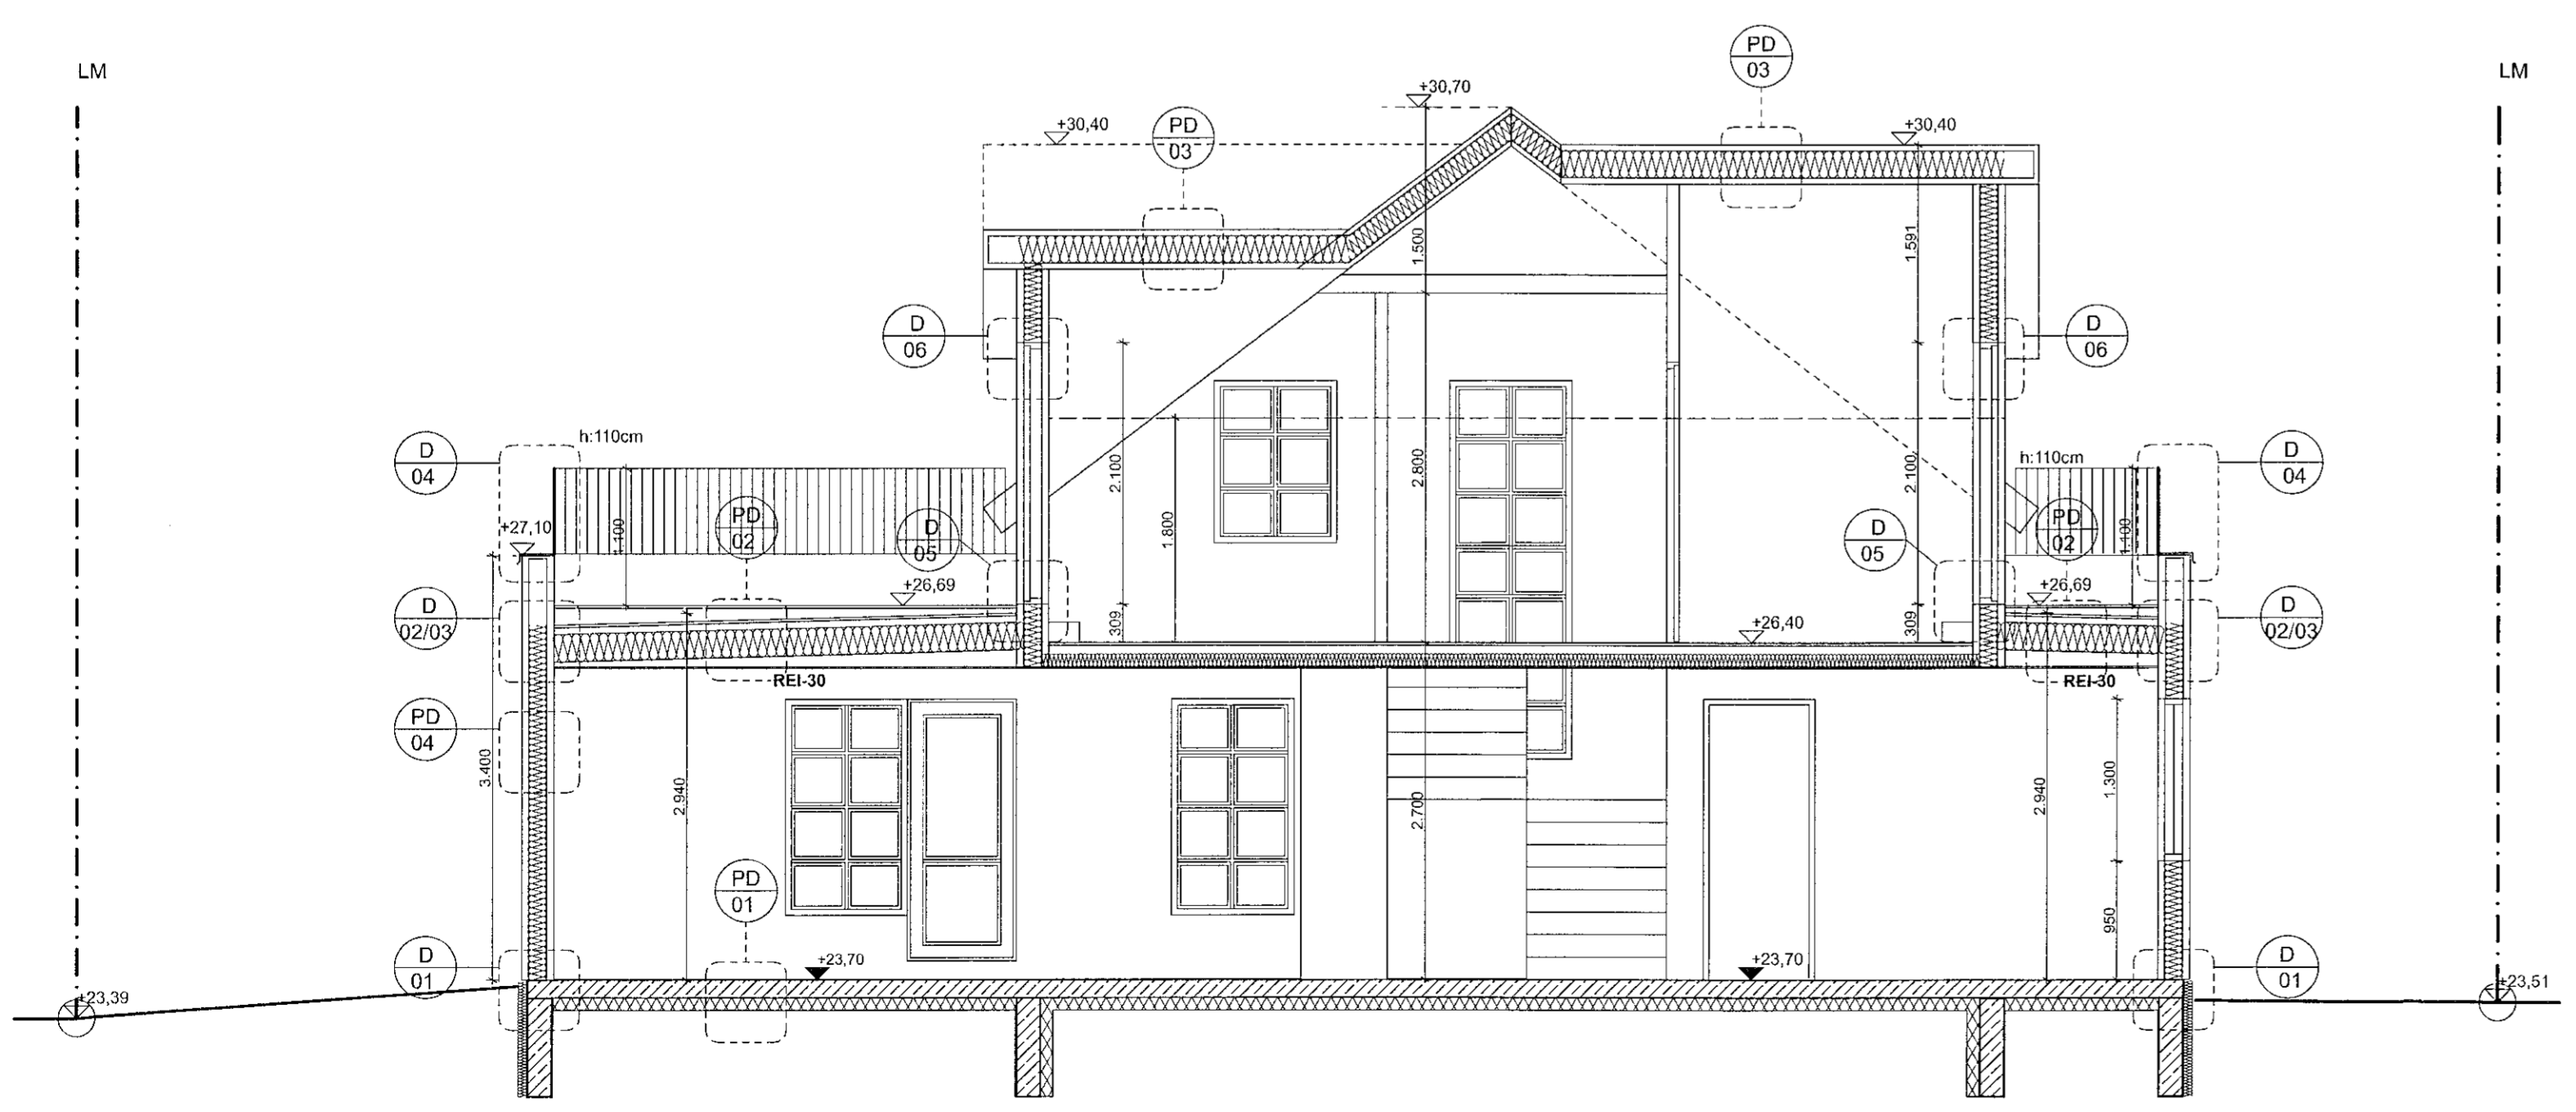 LM
LM
PD
03
+30,70
+30,40
PD
03
+30,40
1.500
1.591
D
06
D
06
D
04
h:110cm
h:110cm
D
04
2.100
2.800
2.100
+27,10
1.100
PD
02
D
05
1.800
D
05
PD
02
1.100
+26,69
+26,69
D
02/03
309
+26,40
309
D
02/03
REI-30
REI-30
PD
04
3.400
2.940
2.700
2.940
1.300
PD
01
950
D
01
+23,70
+23,70
D
01
+23,39
+23,51